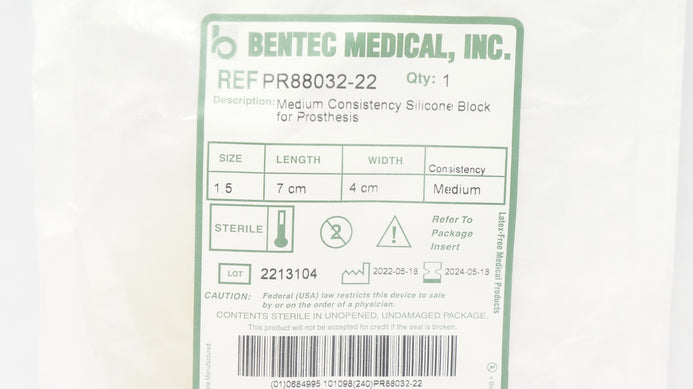 BENTEC MEDICAL, INC.
REF PR88032-22 Qty: 1
Description: Medium Consistency Silicone Block
for Prosthesis
SIZE LENGTH WIDTH Consistency
1.5 7 cm 4 cm Medium
STERILE 2 Refer To
Package
Insert
LOT 2213104 2022-05-18 2024-05-18
CAUTION: Federal (USA) law restricts this device to sale
by or on the order of a physician.
CONTENTS STERILE IN UNOPENED, UNDAMAGED PACKAGE.
This product will not be accepted for credit if the seal is broken.
(01)0684995 101098(240)PR88032-22
Latex-Free Medical Products
Manufactured